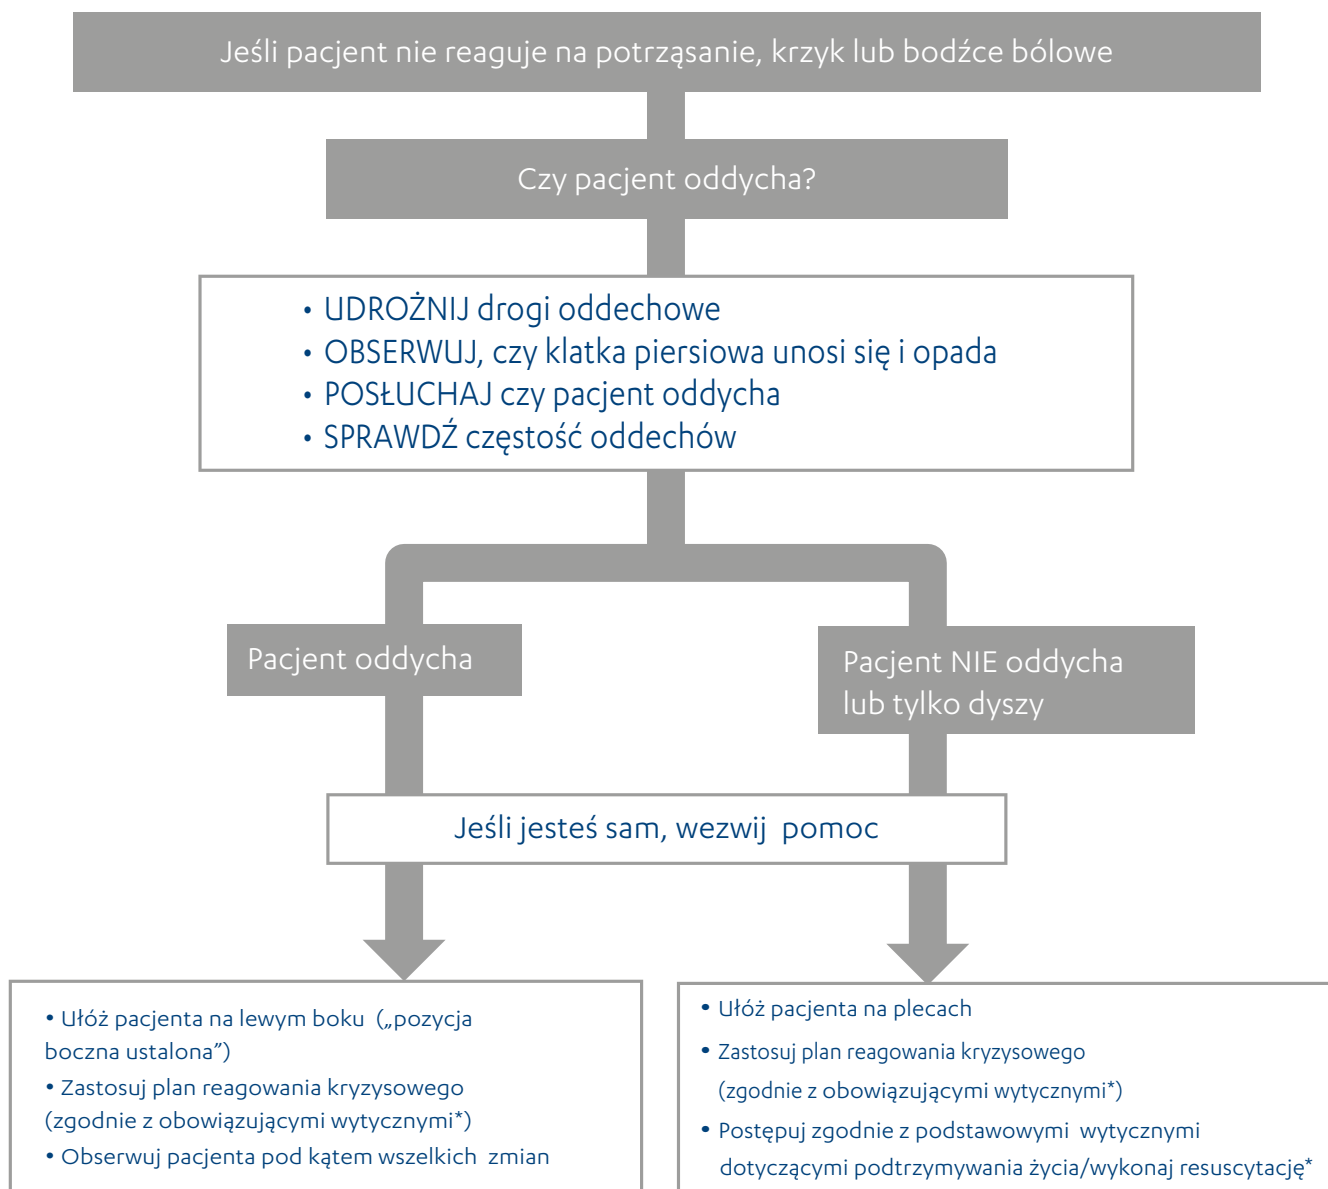 Jeśli pacjent nie reaguje na potrząsanie, krzyk lub bodźce bólowe
Czy pacjent oddycha?
• UDROŻNIJ drogi oddechowe
• OBSERWUJ, czy klatka piersiowa unosi się i opada
• POSŁUCHAJ czy pacjent oddycha
• SPRAWDŹ częstość oddechów
Pacjent oddycha
Pacjent NIE oddycha
lub tylko dyszy
Jeśli jesteś sam, wezwij pomoc
• Ułóż pacjenta na lewym boku („pozycja
boczna ustalona”)
• Zastosuj plan reagowania kryzysowego
(zgodnie z obowiązującymi wytycznymi*)
• Obserwuj pacjenta pod kątem wszelkich zmian
• Ułóż pacjenta na plecach
• Zastosuj plan reagowania kryzysowego
(zgodnie z obowiązującymi wytycznymi*)
• Postępuj zgodnie z podstawowymi wytycznymi
dotyczącymi podtrzymywania życia/wykonaj resuscytację*